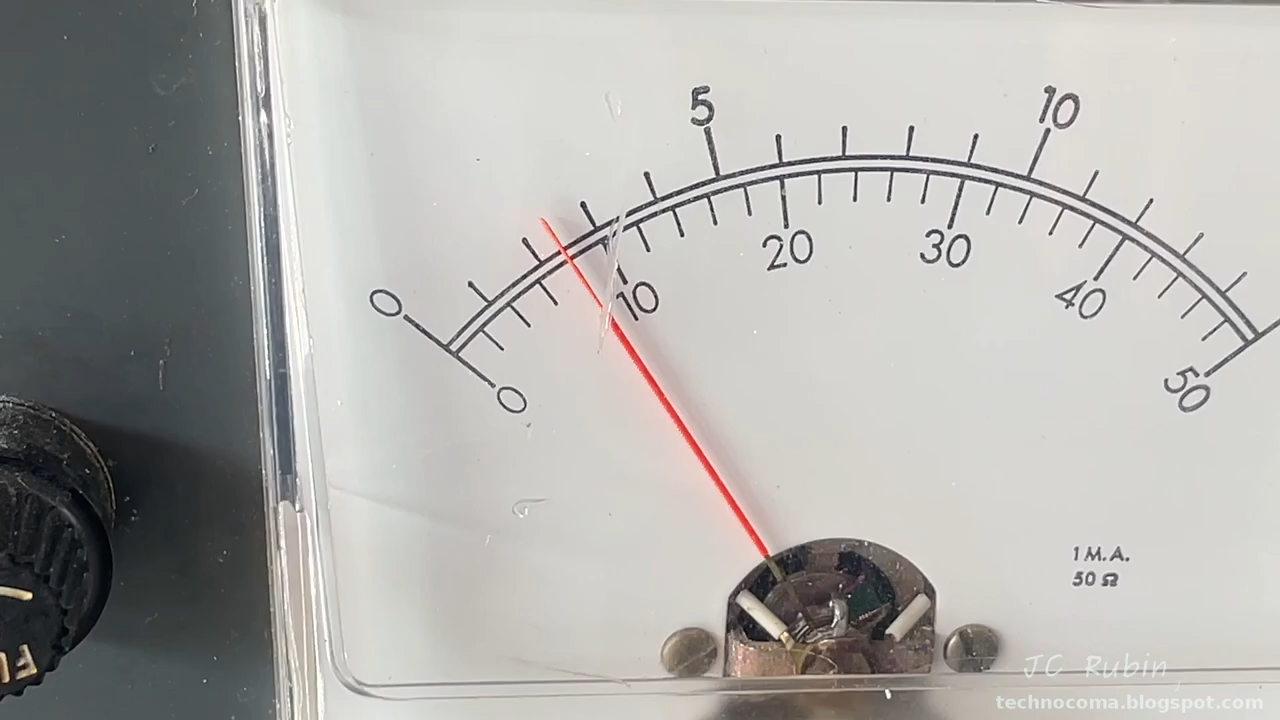 5 10
0
10 20 30 40
0 50
1 M.A.
50 Ω
JC Rubin
technocoma.blogspot.com